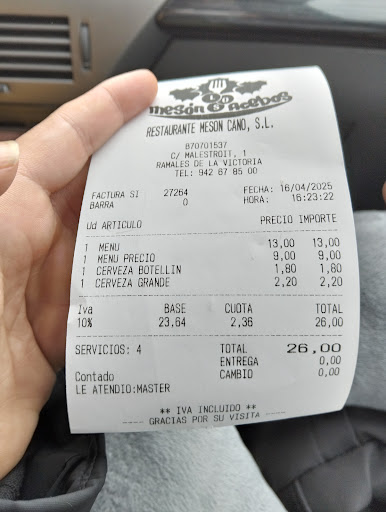 mesón acebos
RESTAURANTE MESON CANO, S.L.
B70701537
C/ MALESTROIT, 1
RAMALES DE LA VICTORIA
TEL: 942 67 85 00
FACTURA SI 27264 FECHA: 16/04/2025
BARRA 0 HORA: 16:23:22
Ud ARTICULO PRECIO IMPORTE
1 MENU 13,00 13,00
1 MENU PRECIO 9,00 9,00
1 CERVEZA BOTELLIN 1,80 1,80
1 CERVEZA GRANDE 2,20 2,20
Iva BASE CUOTA TOTAL
10% 23,64 2,36 26,00
SERVICIOS: 4 TOTAL 26,00
ENTREGA 0,00
Contado CAMBIO 0,00
LE ATENDIO:MASTER
** IVA INCLUIDO **
---- GRACIAS POR SU VISITA ----